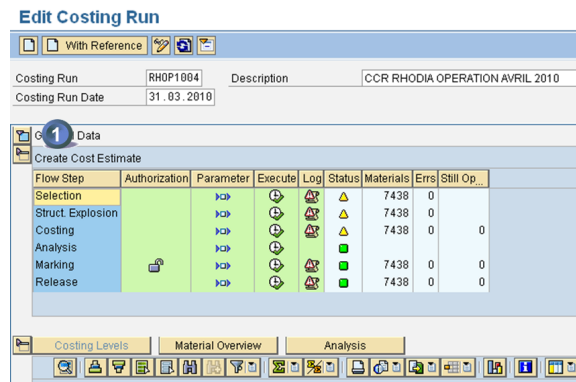 Edit Costing Run
With Reference
Costing Run RHOP1004 Description CCR RHODIA OPERATION AVRIL 2010
Costing Run Date 31.03.2010
1 Data
Create Cost Estimate
Flow Step Authorization Parameter Execute Log Status Materials Errs Still Op...
Selection 7438 0
Struct. Explosion 7438 0
Costing 7438 0 0
Analysis
Marking 7438 0 0
Release 7438 0 0
Costing Levels Material Overview Analysis